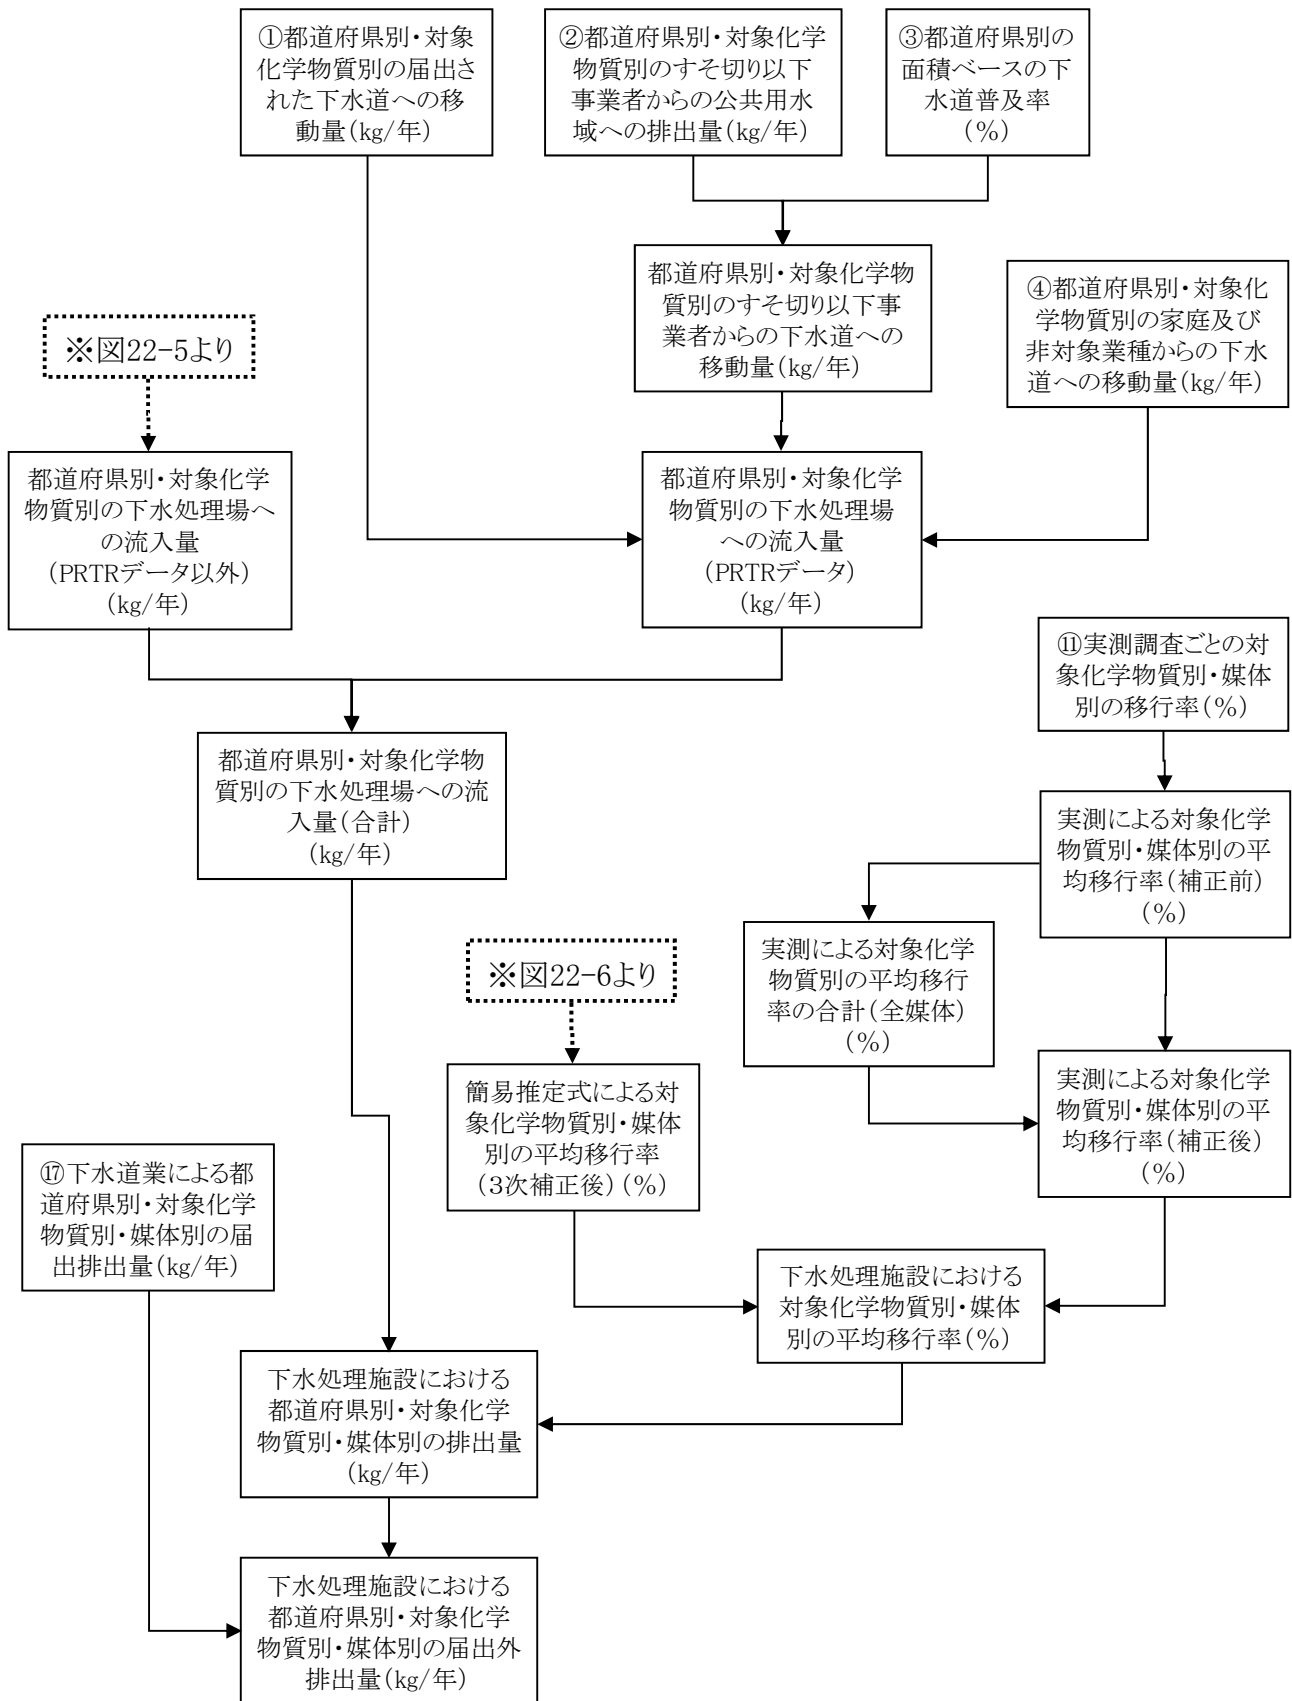 ①都道府県別・対象
化学物質別の届出さ
れた下水道への移
動量(kg/年)
②都道府県別・対象化学
物質別のすそ切り以下
事業者からの公共用水
域への排出量(kg/年)
③都道府県別の
面積ベースの下
水道普及率
(%)
都道府県別・対象化学物
質別のすそ切り以下事
業者からの下水道への
移動量(kg/年)
④都道府県別・対象化
学物質別の家庭及び
非対象業種からの下水
道への移動量(kg/年)
※図22-5より
都道府県別・対象化学
物質別の下水処理場へ
の流入量
(PRTRデータ以外)
(kg/年)
都道府県別・対象化学
物質別の下水処理場
への流入量
(PRTRデータ)
(kg/年)
⑪実測調査ごとの対
象化学物質別・媒体
別の移行率(%)
都道府県別・対象化学物
質別の下水処理場への流
入量(合計)
(kg/年)
実測による対象化学
物質別・媒体別の平
均移行率(補正前)
(%)
実測による対象化学
物質別の平均移行
率の合計(全媒体)
(%)
※図22-6より
簡易推定式による対
象化学物質別・媒体
別の平均移行率
(3次補正後)(%)
実測による対象化学
物質別・媒体別の平
均移行率(補正後)
(%)
⑰下水道業による都
道府県別・対象化学
物質別・媒体別の届
出排出量(kg/年)
下水処理施設における
対象化学物質別・媒体
別の平均移行率(%)
下水処理施設における
都道府県別・対象化学
物質別・媒体別の排出量
(kg/年)
下水処理施設における
都道府県別・対象化学
物質別・媒体別の届出外
排出量(kg/年)